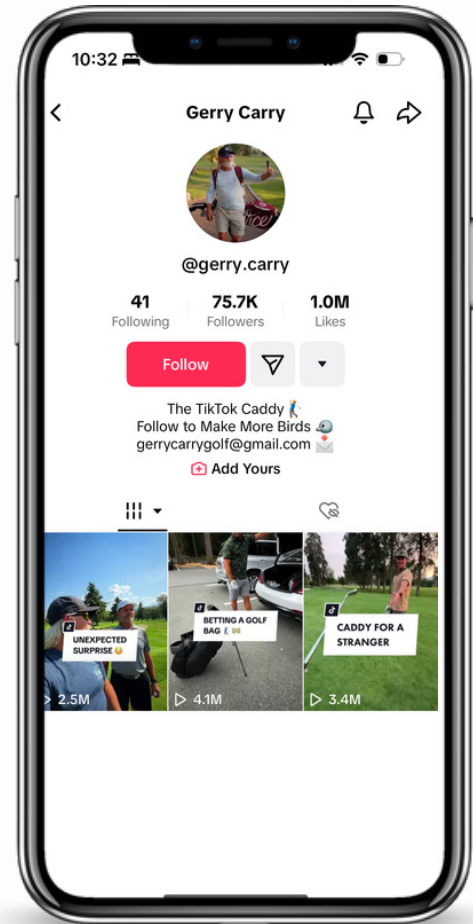 10:32
Gerry Carry
@gerry.carry
41 75.7K 1.0M
Following Followers Likes
Follow
The TikTok Caddy 🏌️
Follow to Make More Birds 🐦
gerrycarrygolf@gmail.com 📩
Add Yours
UNEXPECTED
SURPRISE 😳
BETTING A GOLF
BAG
CADDY FOR A
STRANGER
2.5M 4.1M 3.4M